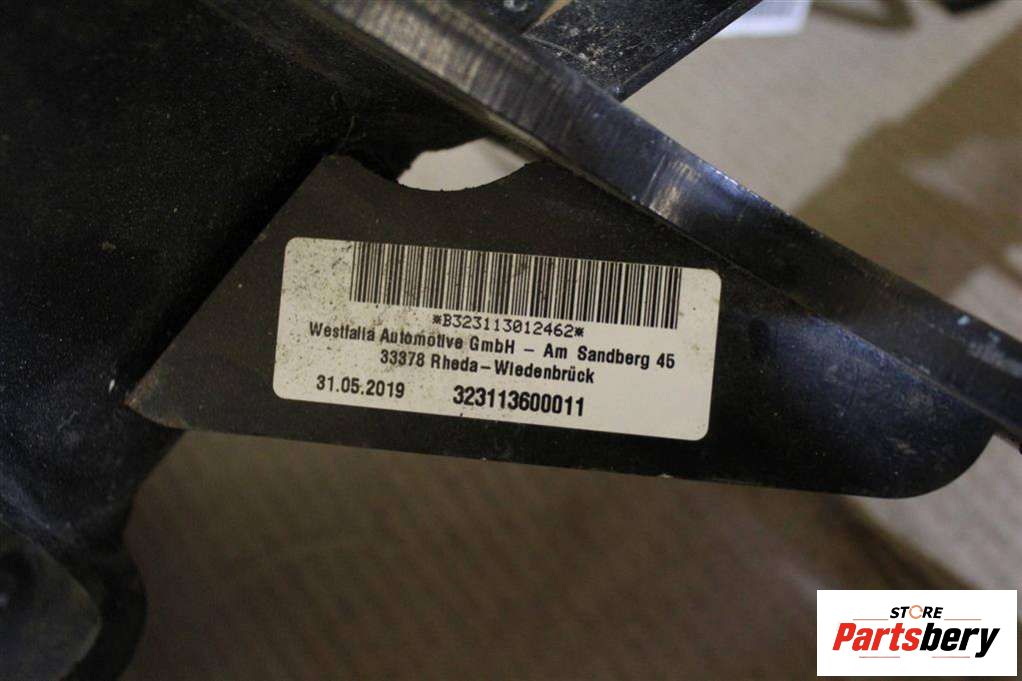 *B323113012462*
Westfalia Automotive GmbH - Am Sandberg 45
33378 Rheda-Wiedenbrück
31.05.2019 323113600011
STORE
Partsbery